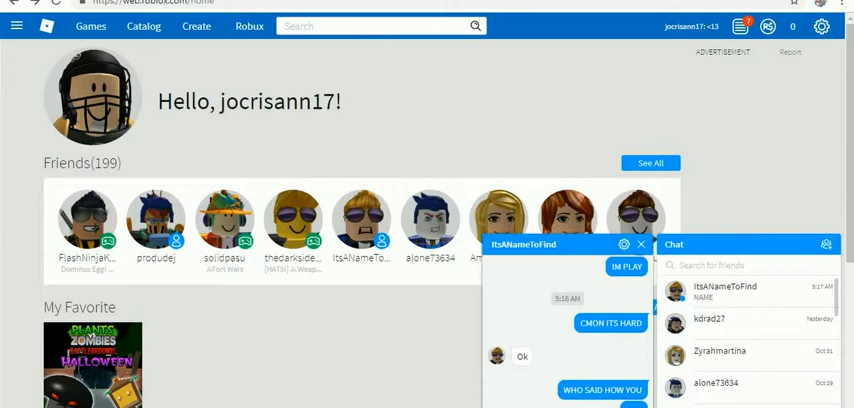 https://web.roblox.com/home
Games Catalog Create Robux Search jocrisann17: <13 7 R$ 0
ADVERTISEMENT Report
Hello, jocrisann17!
Friends(199) See All
FlashNinjaK... produdej solidpasu thedarkside... ItsANameTo... alone73634
Dominus Egg! ... Fort Wars [HATS!] A Weap...
My Favorite
PLANTS
VS
ZOMBIES
BATTLEGROUNDS
HALLOWEEN
ItsANameToFind
IM PLAY
5:16 AM
CMON ITS HARD
Ok
WHO SAID HOW YOU
Chat
Search for friends
ItsANameToFind 5:17 AM
NAME
kdrad27 Yesterday
Zyrahmartina Oct 31
alone73634 Oct 29